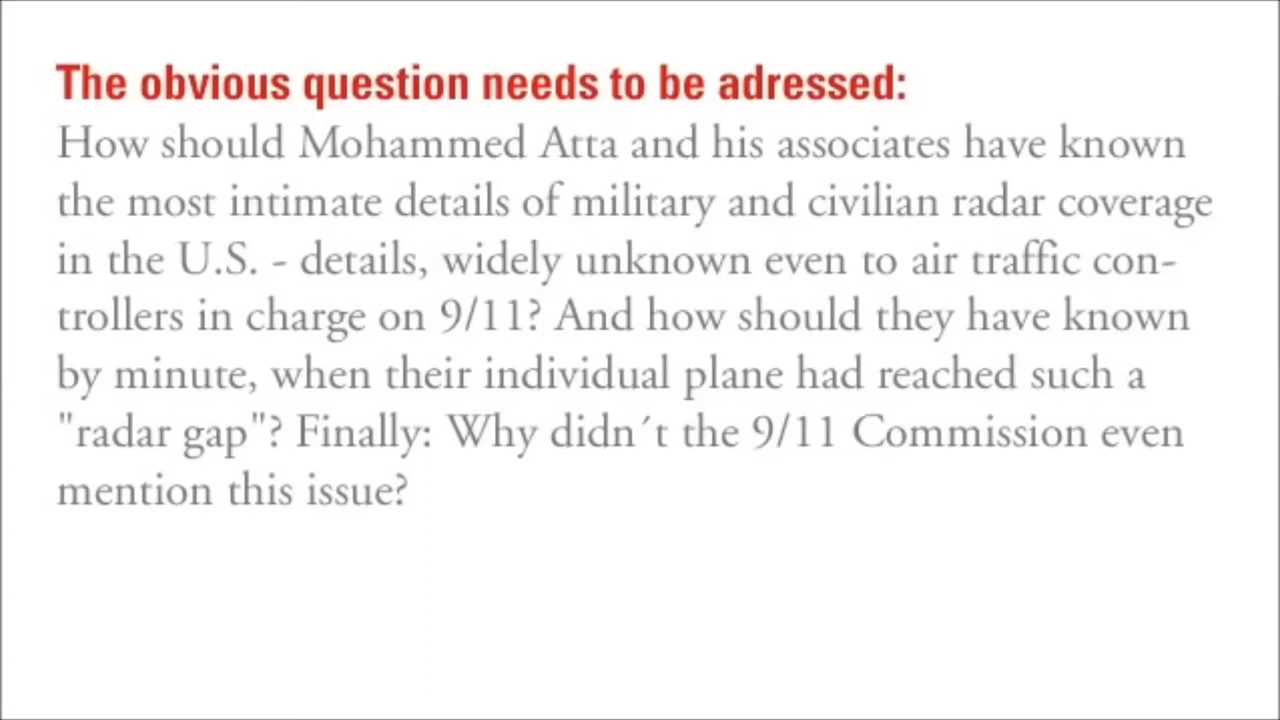 The obvious question needs to be adressed:
How should Mohammed Atta and his associates have known
the most intimate details of military and civilian radar coverage
in the U.S. - details, widely unknown even to air traffic con-
trollers in charge on 9/11? And how should they have known
by minute, when their individual plane had reached such a
"radar gap"? Finally: Why didn´t the 9/11 Commission even
mention this issue?